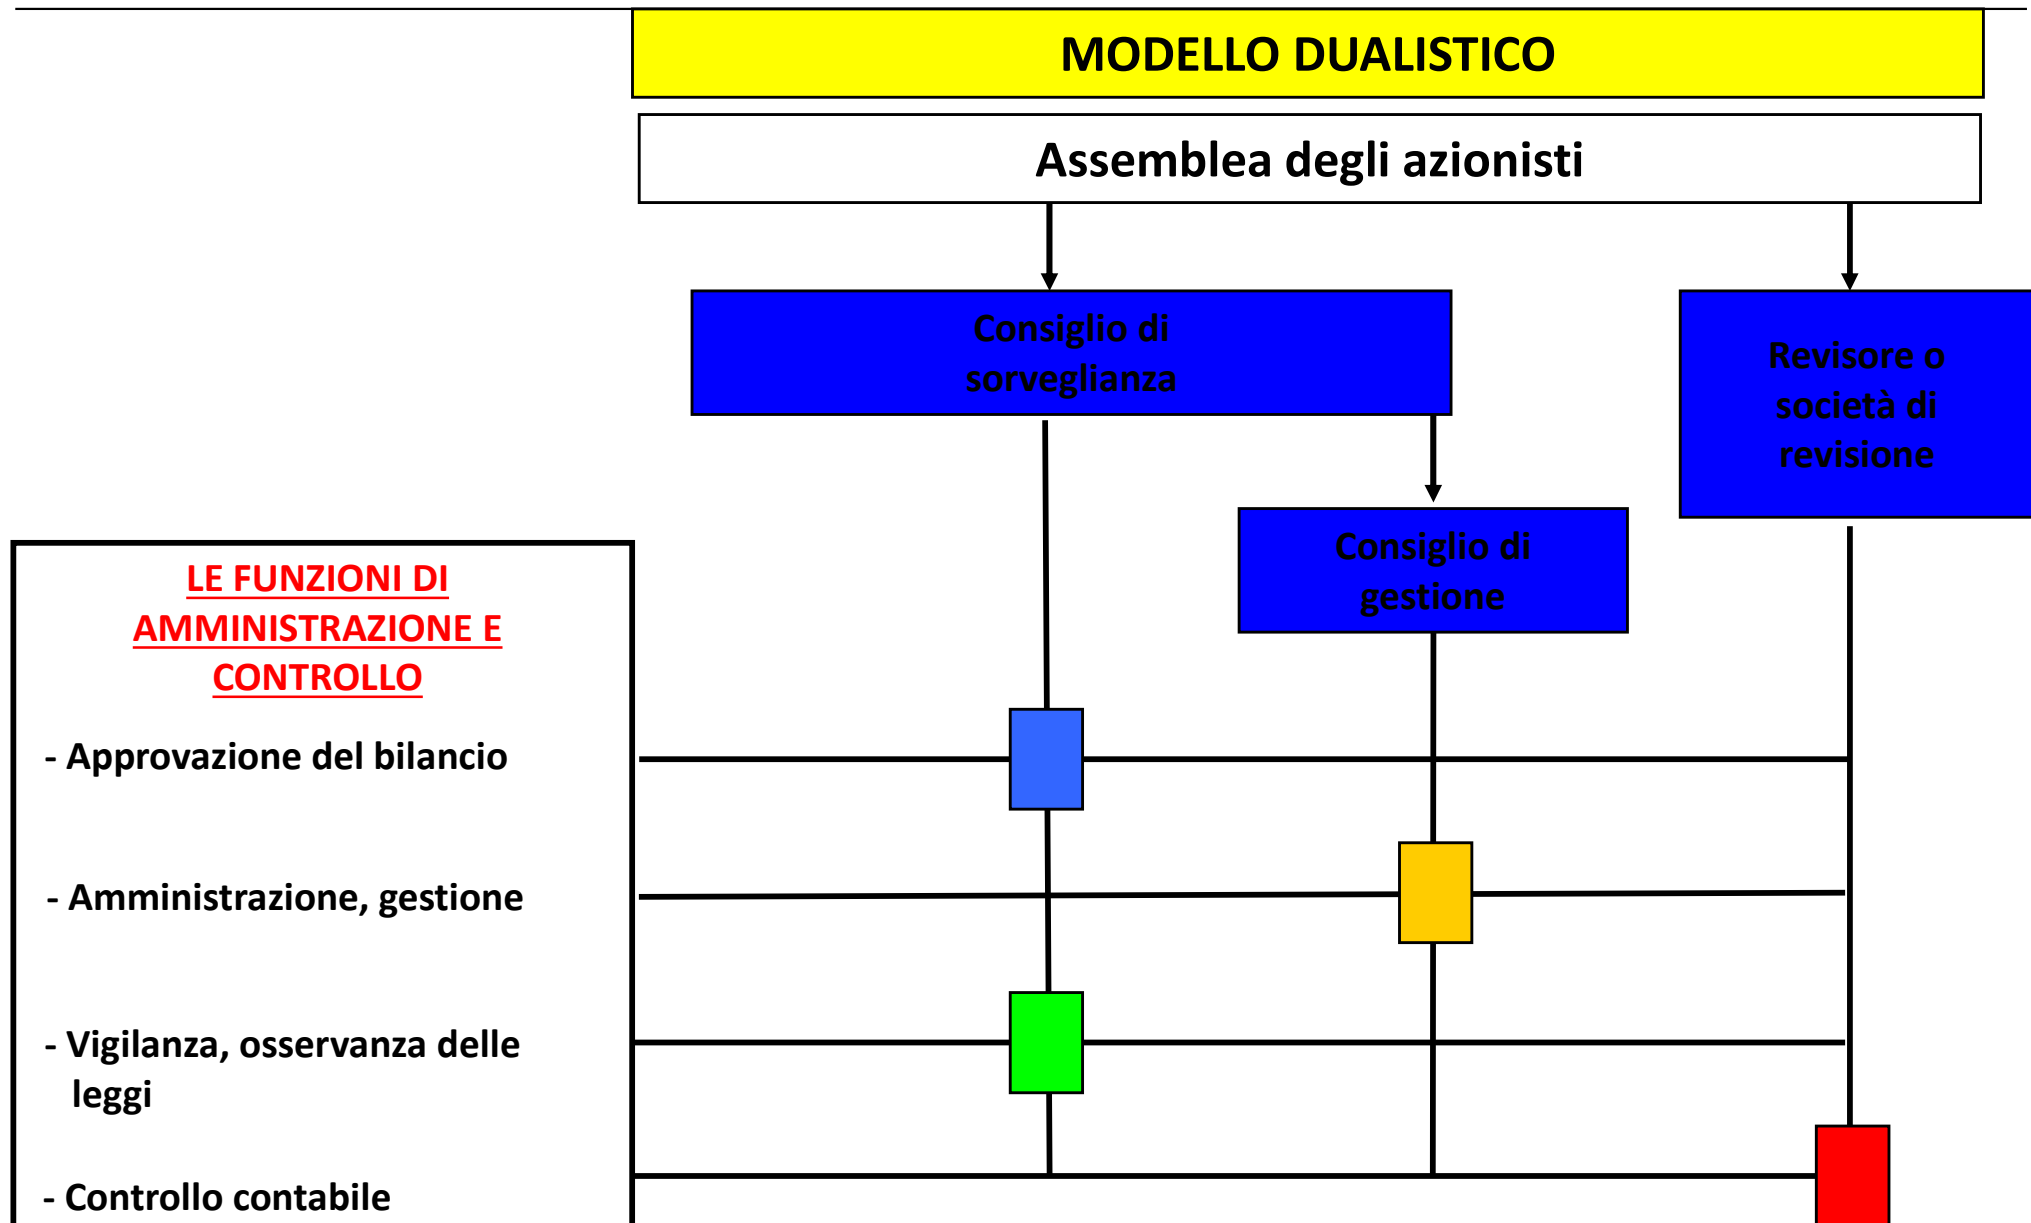 MODELLO DUALISTICO
Assemblea degli azionisti
Consiglio di
sorveglianza
Revisore o
società di
revisione
Consiglio di
gestione
LE FUNZIONI DI
AMMINISTRAZIONE E
CONTROLLO
- Approvazione del bilancio
- Amministrazione, gestione
- Vigilanza, osservanza delle
leggi
- Controllo contabile